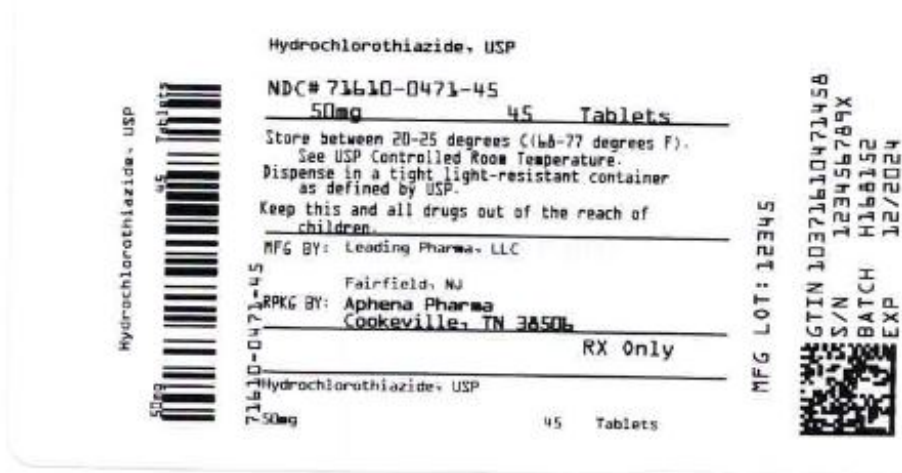 Hydrochlorothiazide, USP
NDC# 71610-0471-45
50mg 45 Tablets
Store between 20-25 degrees C(68-77 degrees F).
See USP Controlled Room Temperature.
Dispense in a tight light-resistant container
as defined by USP.
Keep this and all drugs out of the reach of
children.
MFG BY: Leading Pharma, LLC
Fairfield, NJ
RPKG BY: Aphena Pharma
Cookeville, TN 38506
RX Only
Hydrochlorothiazide, USP
50mg 45 Tablets
Hydrochlorothiazide, USP
50mg 45 Tablets
71610-0471-45
MFG LOT: 12345
GTIN 10371610471458
S/N 123456789X
BATCH H168152
EXP 12/2024